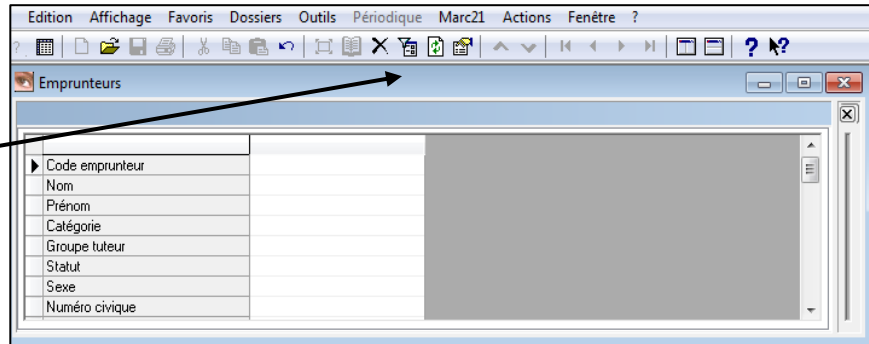 Edition Affichage Favoris Dossiers Outils Périodique Marc21 Actions Fenêtre ?
Emprunteurs
Code emprunteur
Nom
Prénom
Catégorie
Groupe tuteur
Statut
Sexe
Numéro civique